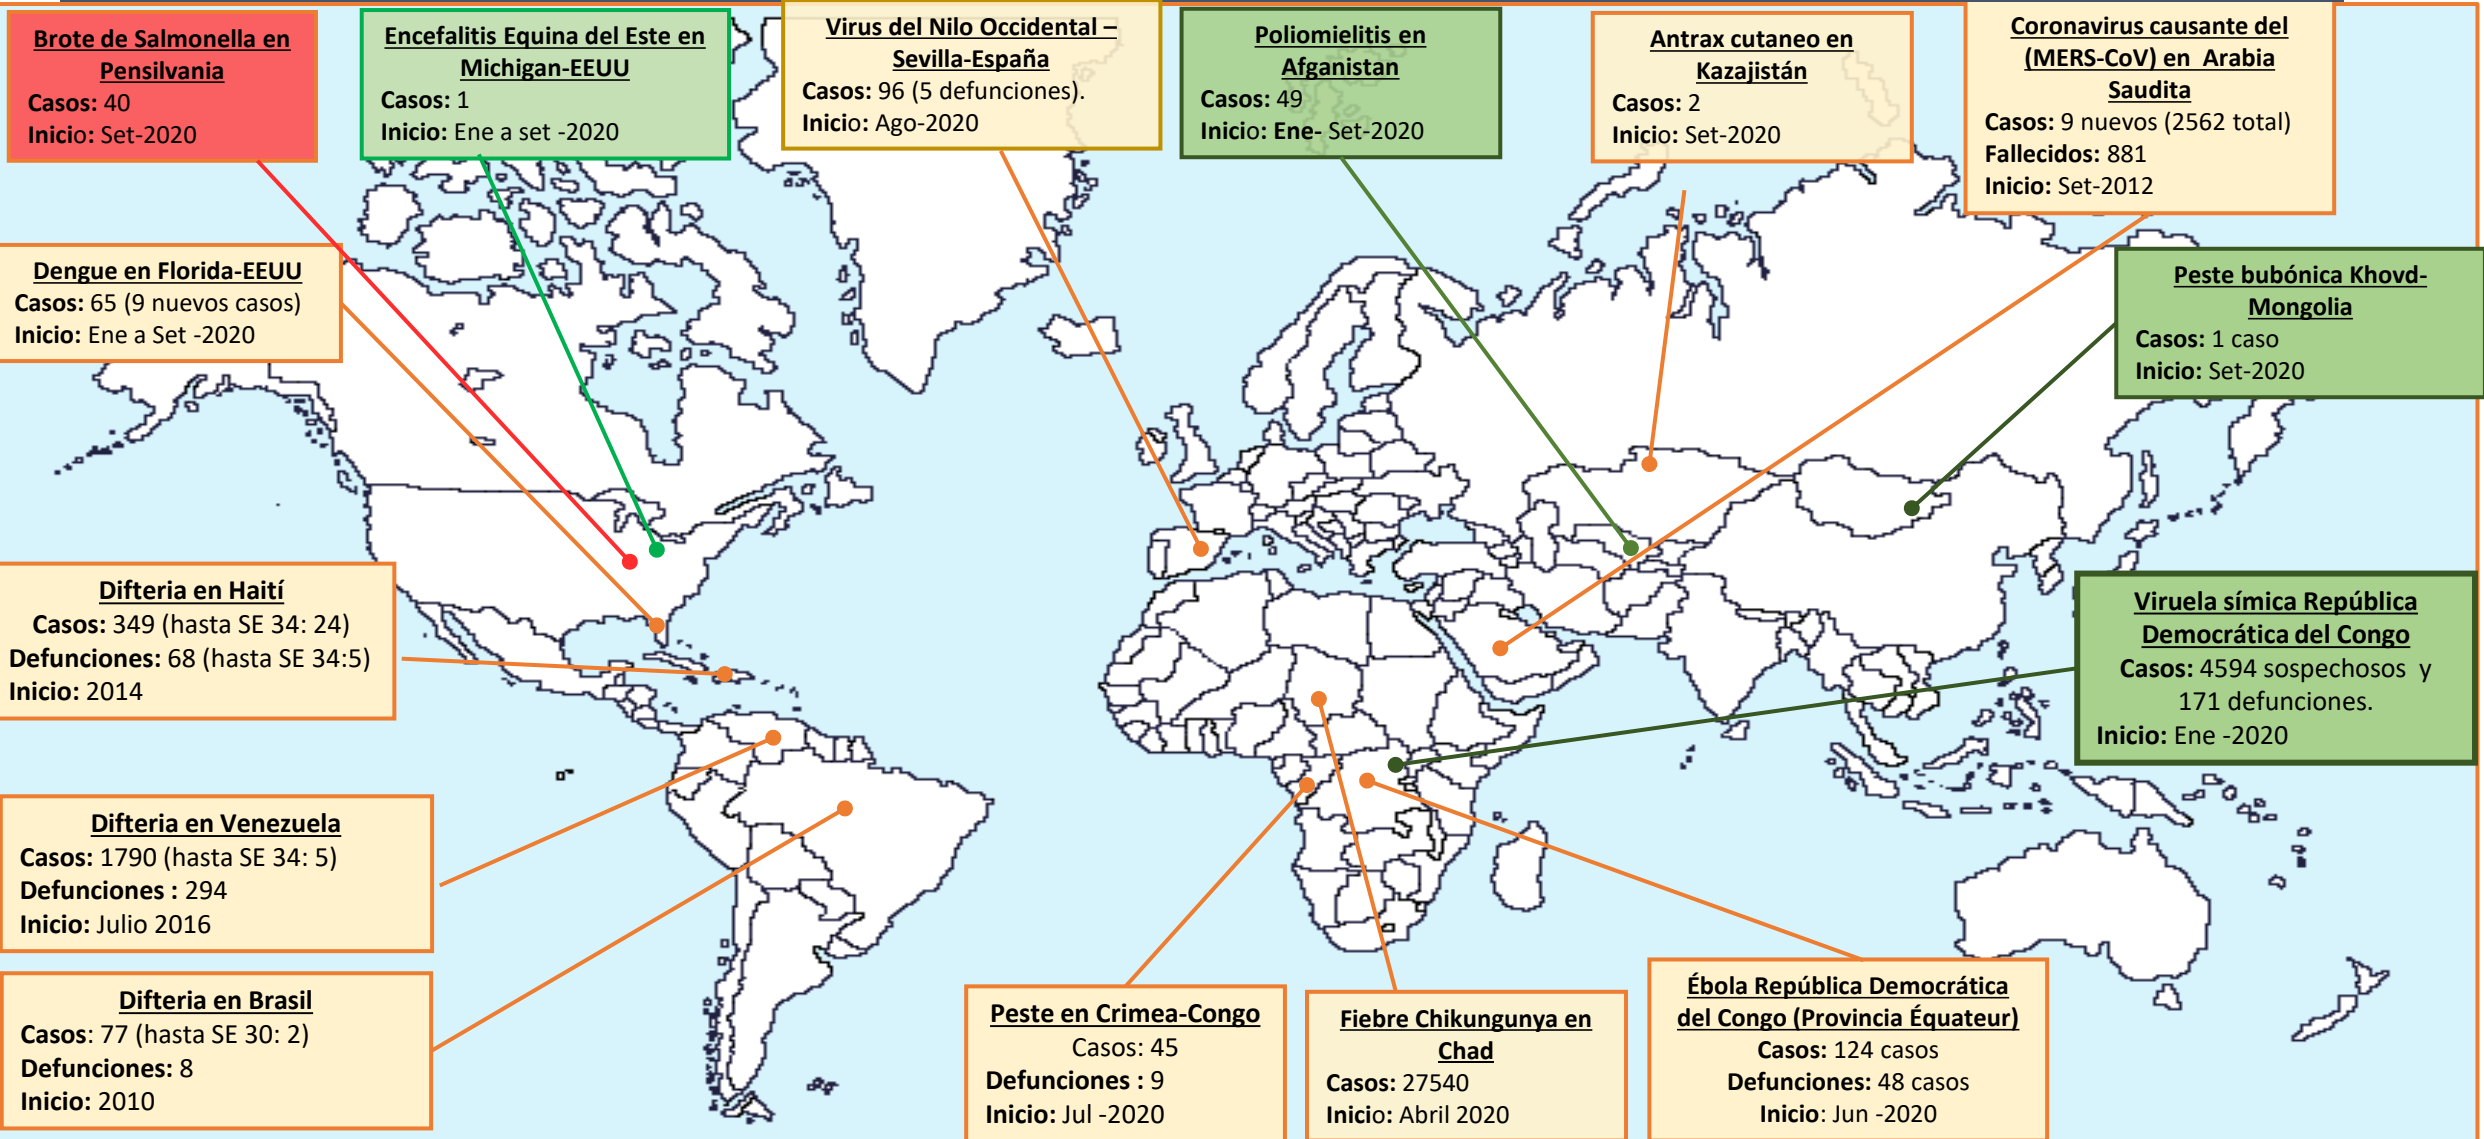 Brote de Salmonella en
Pensilvania
Casos: 40
Inicio: Set-2020
Encefalitis Equina del Este en
Michigan-EEUU
Casos: 1
Inicio: Ene a set -2020
Virus del Nilo Occidental –
Sevilla-España
Casos: 96 (5 defunciones).
Inicio: Ago-2020
Poliomielitis en
Afganistan
Casos: 49
Inicio: Ene- Set-2020
Antrax cutaneo en
Kazajistán
Casos: 2
Inicio: Set-2020
Coronavirus causante del
(MERS-CoV) en Arabia
Saudita
Casos: 9 nuevos (2562 total)
Fallecidos: 881
Inicio: Set-2012
Dengue en Florida-EEUU
Casos: 65 (9 nuevos casos)
Inicio: Ene a Set -2020
Peste bubónica Khovd-
Mongolia
Casos: 1 caso
Inicio: Set-2020
Difteria en Haití
Casos: 349 (hasta SE 34: 24)
Defunciones: 68 (hasta SE 34:5)
Inicio: 2014
Viruela símica República
Democrática del Congo
Casos: 4594 sospechosos y
171 defunciones.
Inicio: Ene -2020
Difteria en Venezuela
Casos: 1790 (hasta SE 34: 5)
Defunciones : 294
Inicio: Julio 2016
Difteria en Brasil
Casos: 77 (hasta SE 30: 2)
Defunciones: 8
Inicio: 2010
Peste en Crimea-Congo
Casos: 45
Defunciones : 9
Inicio: Jul -2020
Fiebre Chikungunya en
Chad
Casos: 27540
Inicio: Abril 2020
Ébola República Democrática
del Congo (Provincia Équateur)
Casos: 124 casos
Defunciones: 48 casos
Inicio: Jun -2020